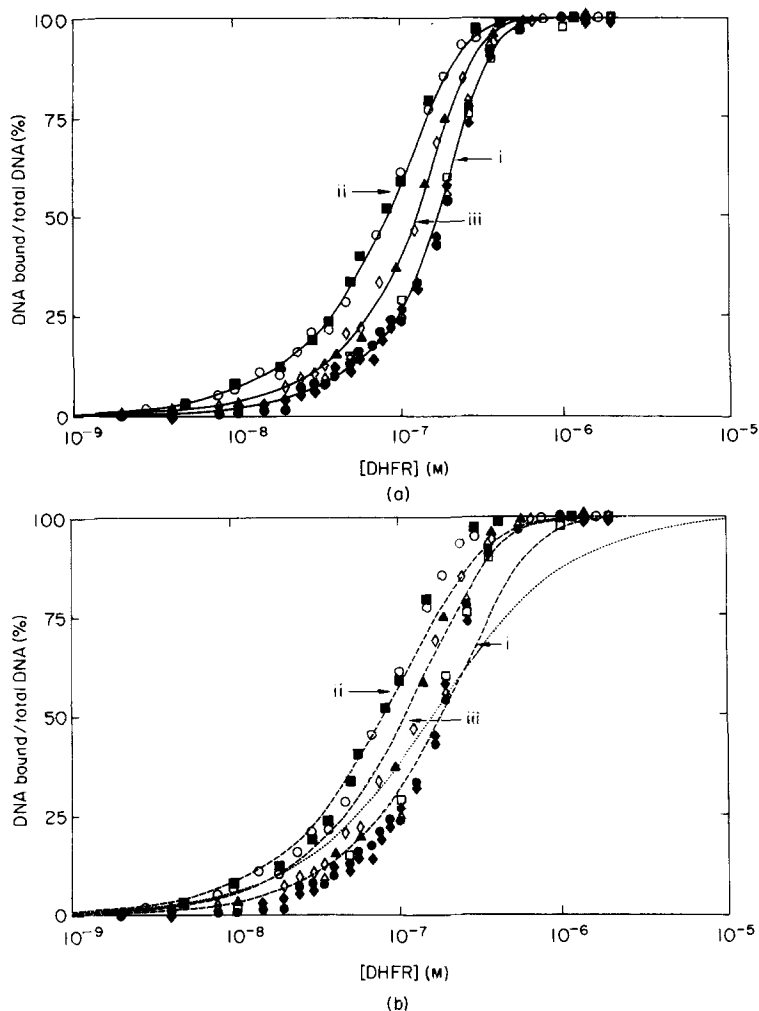 100
75
50
25
0
DNA bound/total DNA (%)
ii
i
iii
10⁻⁹
10⁻⁸
10⁻⁷
10⁻⁶
10⁻⁵
[DHFR] (M)
(a)
100
75
50
25
0
DNA bound/total DNA (%)
ii
i
iii
10⁻⁹
10⁻⁸
10⁻⁷
10⁻⁶
10⁻⁵
[DHFR] (M)
(b)